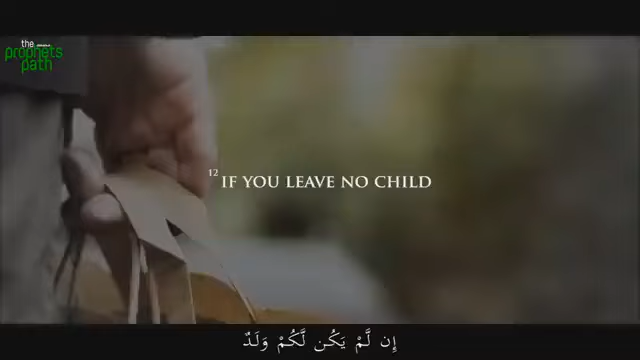 the
prophets
path
12 IF YOU LEAVE NO CHILD
إِن لَّمْ يَكُن لَّكُمْ وَلَدٌ